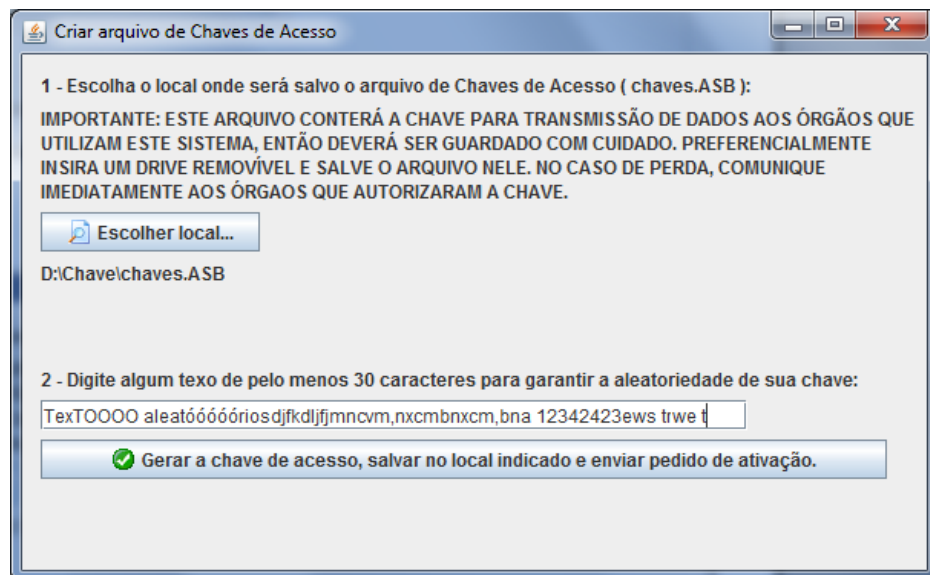 Criar arquivo de Chaves de Acesso
1 - Escolha o local onde será salvo o arquivo de Chaves de Acesso ( chaves.ASB ):
IMPORTANTE: ESTE ARQUIVO CONTERÁ A CHAVE PARA TRANSMISSÃO DE DADOS AOS ÓRGÃOS QUE
UTILIZAM ESTE SISTEMA, ENTÃO DEVERÁ SER GUARDADO COM CUIDADO. PREFERENCIALMENTE
INSIRA UM DRIVE REMOVÍVEL E SALVE O ARQUIVO NELE. NO CASO DE PERDA, COMUNIQUE
IMEDIATAMENTE AOS ÓRGAOS QUE AUTORIZARAM A CHAVE.
Escolher local...
D:\Chave\chaves.ASB
2 - Digite algum texo de pelo menos 30 caracteres para garantir a aleatoriedade de sua chave:
TexTOOOO aleatóóóóóriosdjfkdljfjmncvm,nxcmbnxcm,bna 12342423ews trwe t
Gerar a chave de acesso, salvar no local indicado e enviar pedido de ativação.